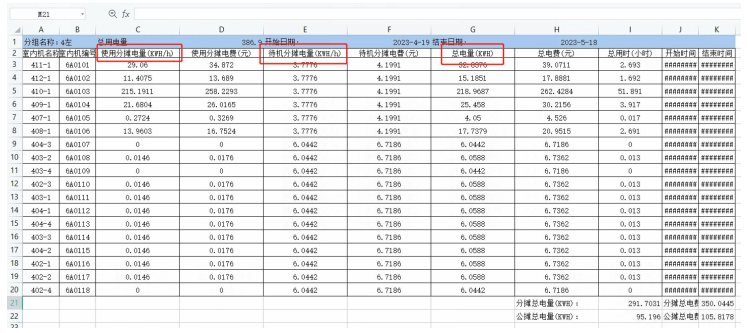 M21
A B C D E F G H I J K
1 分组名称:4左 总用电量 386.9 开始日期: 2023-4-19 结束日期: 2023-5-18
2 室内机名称 室内机编号 使用分摊电量(KWH/h) 使用分摊电费(元) 待机分摊电量(KWH/h) 待机分摊电费(元) 总电量(KWH) 总电费(元) 总用时(小时) 开始时间 结束时间
3 411-1 6A0101 29.06 34.872 3.7776 4.1991 32.8376 39.0711 2.693 ######## ########
4 412-1 6A0102 11.4075 13.689 3.7776 4.1991 15.1851 17.8881 1.692 ######## ########
5 410-1 6A0103 215.1911 258.2293 3.7776 4.1991 218.9687 262.4284 51.891 ######## ########
6 409-1 6A0104 21.6804 26.0165 3.7776 4.1991 25.458 30.2156 3.917 ######## ########
7 407-1 6A0105 0.2724 0.3269 3.7776 4.1991 4.05 4.526 0.017 ######## ########
8 408-1 6A0106 13.9603 16.7524 3.7776 4.1991 17.7379 20.9515 2.691 ######## ########
9 404-3 6A0107 0 0 6.0442 6.7186 6.0442 6.7186 0 ######## ########
10 403-2 6A0108 0.0146 0.0176 6.0442 6.7186 6.0588 6.7362 0.013 ######## ########
11 403-4 6A0109 0 0 6.0442 6.7186 6.0442 6.7186 0 ######## ########
12 402-3 6A0110 0.0146 0.0176 6.0442 6.7186 6.0588 6.7362 0.013 ######## ########
13 403-1 6A0111 0.0146 0.0176 6.0442 6.7186 6.0588 6.7362 0.013 ######## ########
14 404-1 6A0112 0.0146 0.0176 6.0442 6.7186 6.0588 6.7362 0.013 ######## ########
15 404-4 6A0113 0.0146 0.0176 6.0442 6.7186 6.0588 6.7362 0.013 ######## ########
16 403-3 6A0114 0.0146 0.0176 6.0442 6.7186 6.0588 6.7362 0.013 ######## ########
17 404-2 6A0115 0.0146 0.0176 6.0442 6.7186 6.0588 6.7362 0.013 ######## ########
18 402-1 6A0116 0.0146 0.0176 6.0442 6.7186 6.0588 6.7362 0.013 ######## ########
19 402-2 6A0117 0.0146 0.0176 6.0442 6.7186 6.0588 6.7362 0.013 ######## ########
20 402-4 6A0118 0 0 6.0442 6.7186 6.0442 6.7186 0 ######## ########
21 分摊总电量(KWH): 291.7031 分摊总电费 350.0445
22 公摊总电量(KWH): 95.196 公摊总电费 105.8178
23